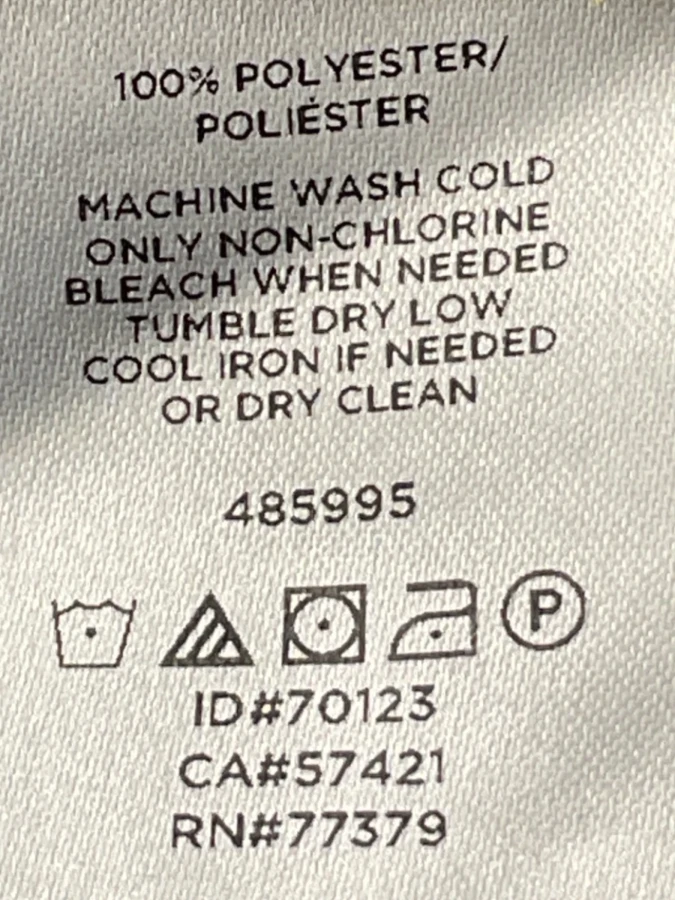 100% POLYESTER/
POLIÉSTER
MACHINE WASH COLD
ONLY NON-CHLORINE
BLEACH WHEN NEEDED
TUMBLE DRY LOW
COOL IRON IF NEEDED
OR DRY CLEAN
485995
P
ID#70123
CA#57421
RN#77379